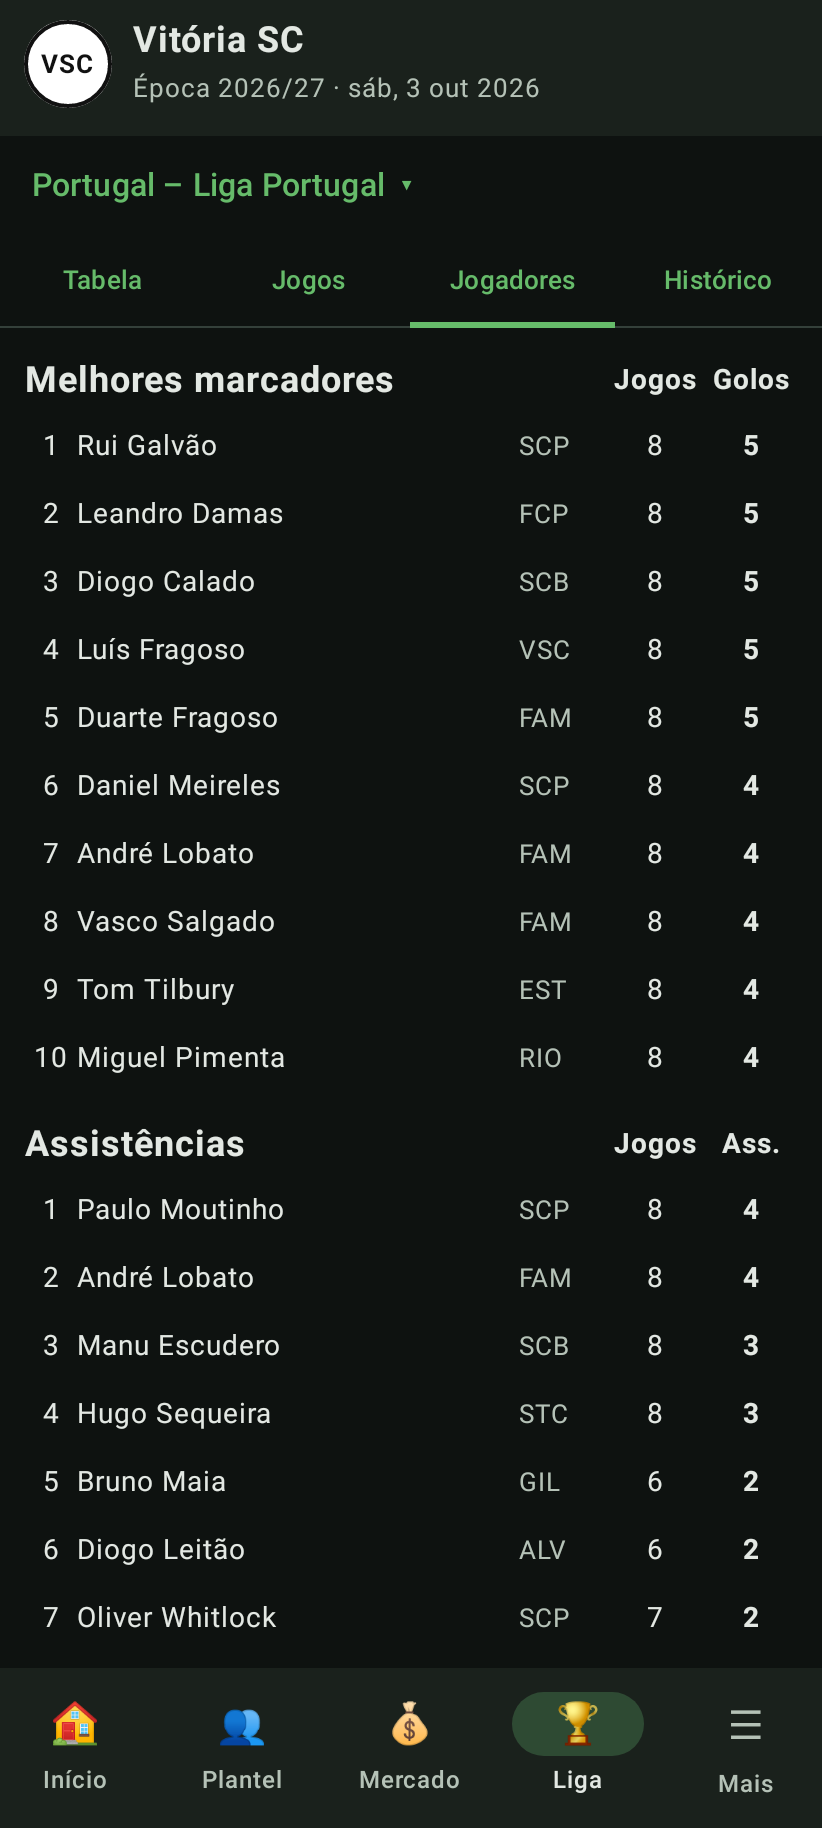 VSC
Vitória SC
Época 2026/27 · sáb, 3 out 2026
Portugal – Liga Portugal ▾
Tabela Jogos Jogadores Histórico
Melhores marcadores Jogos Golos
1 Rui Galvão SCP 8 5
2 Leandro Damas FCP 8 5
3 Diogo Calado SCB 8 5
4 Luís Fragoso VSC 8 5
5 Duarte Fragoso FAM 8 5
6 Daniel Meireles SCP 8 4
7 André Lobato FAM 8 4
8 Vasco Salgado FAM 8 4
9 Tom Tilbury EST 8 4
10 Miguel Pimenta RIO 8 4
Assistências Jogos Ass.
1 Paulo Moutinho SCP 8 4
2 André Lobato FAM 8 4
3 Manu Escudero SCB 8 3
4 Hugo Sequeira STC 8 3
5 Bruno Maia GIL 6 2
6 Diogo Leitão ALV 6 2
7 Oliver Whitlock SCP 7 2
Início Plantel Mercado Liga Mais